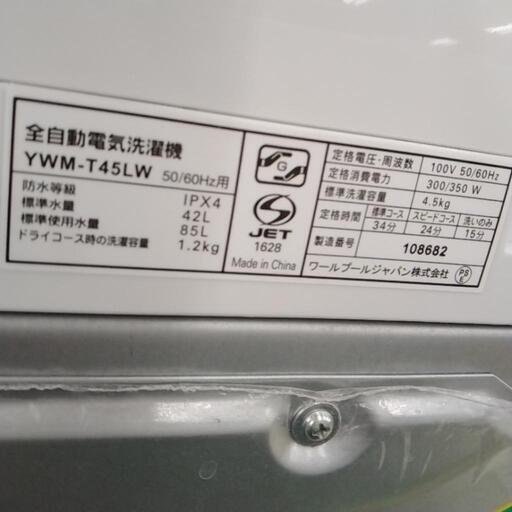 全自動電気洗濯機
YWM-T45LW 50/60Hz用
防水等級 IPX4
標準水量 42L
標準使用水量 85L
ドライコース時の洗濯容量 1.2kg
G
S
JET
1628
Made in China
定格電圧・周波数 100V 50/60Hz
定格消費電力 300/350 W
標準洗濯容量 4.5kg
定格時間 標準コース スピードコース 洗いのみ
34分 24分 15分
製造番号 108682
ワールプールジャパン株式会社 PS E